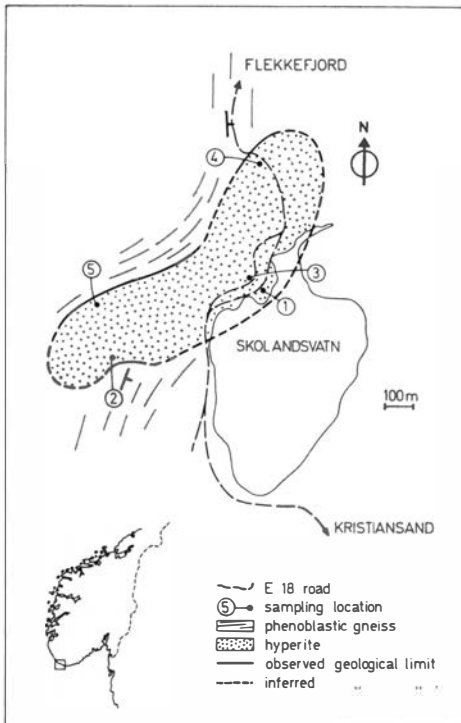 FLEKKEFJORD
N
4
5
3
1
SKOLANDSVATN
2
100m
KRISTIANSAND
E 18 road
5 sampling location
phenoblastic gneiss
hyperite
observed geological limit
inferred